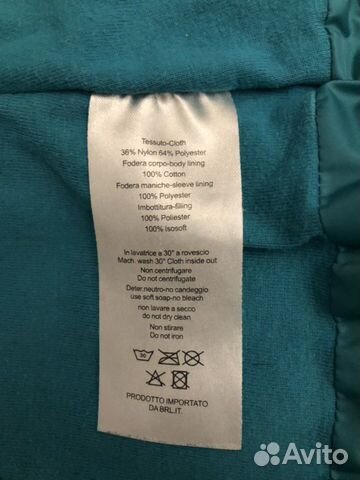 Tessuto-Cloth
36% Nylon 64% Polyester
Fodera corpo-body lining
100% Cotton
Fodera maniche-sleeve lining
100% Polyester
Imbottitura-filling
100% Poliester
100% Isosoft
In lavatrice a 30° a rovescio
Mach. wash 30° Cloth inside out
Non centrifugare
Do not centrifugate
Deter.neutro-no candeggio
use soft soap-no bleach
non lavare a secco
do not dry clean
Non stirare
Do not iron
30
PRODOTTO IMPORTATO
DA BRL.IT.
Avito